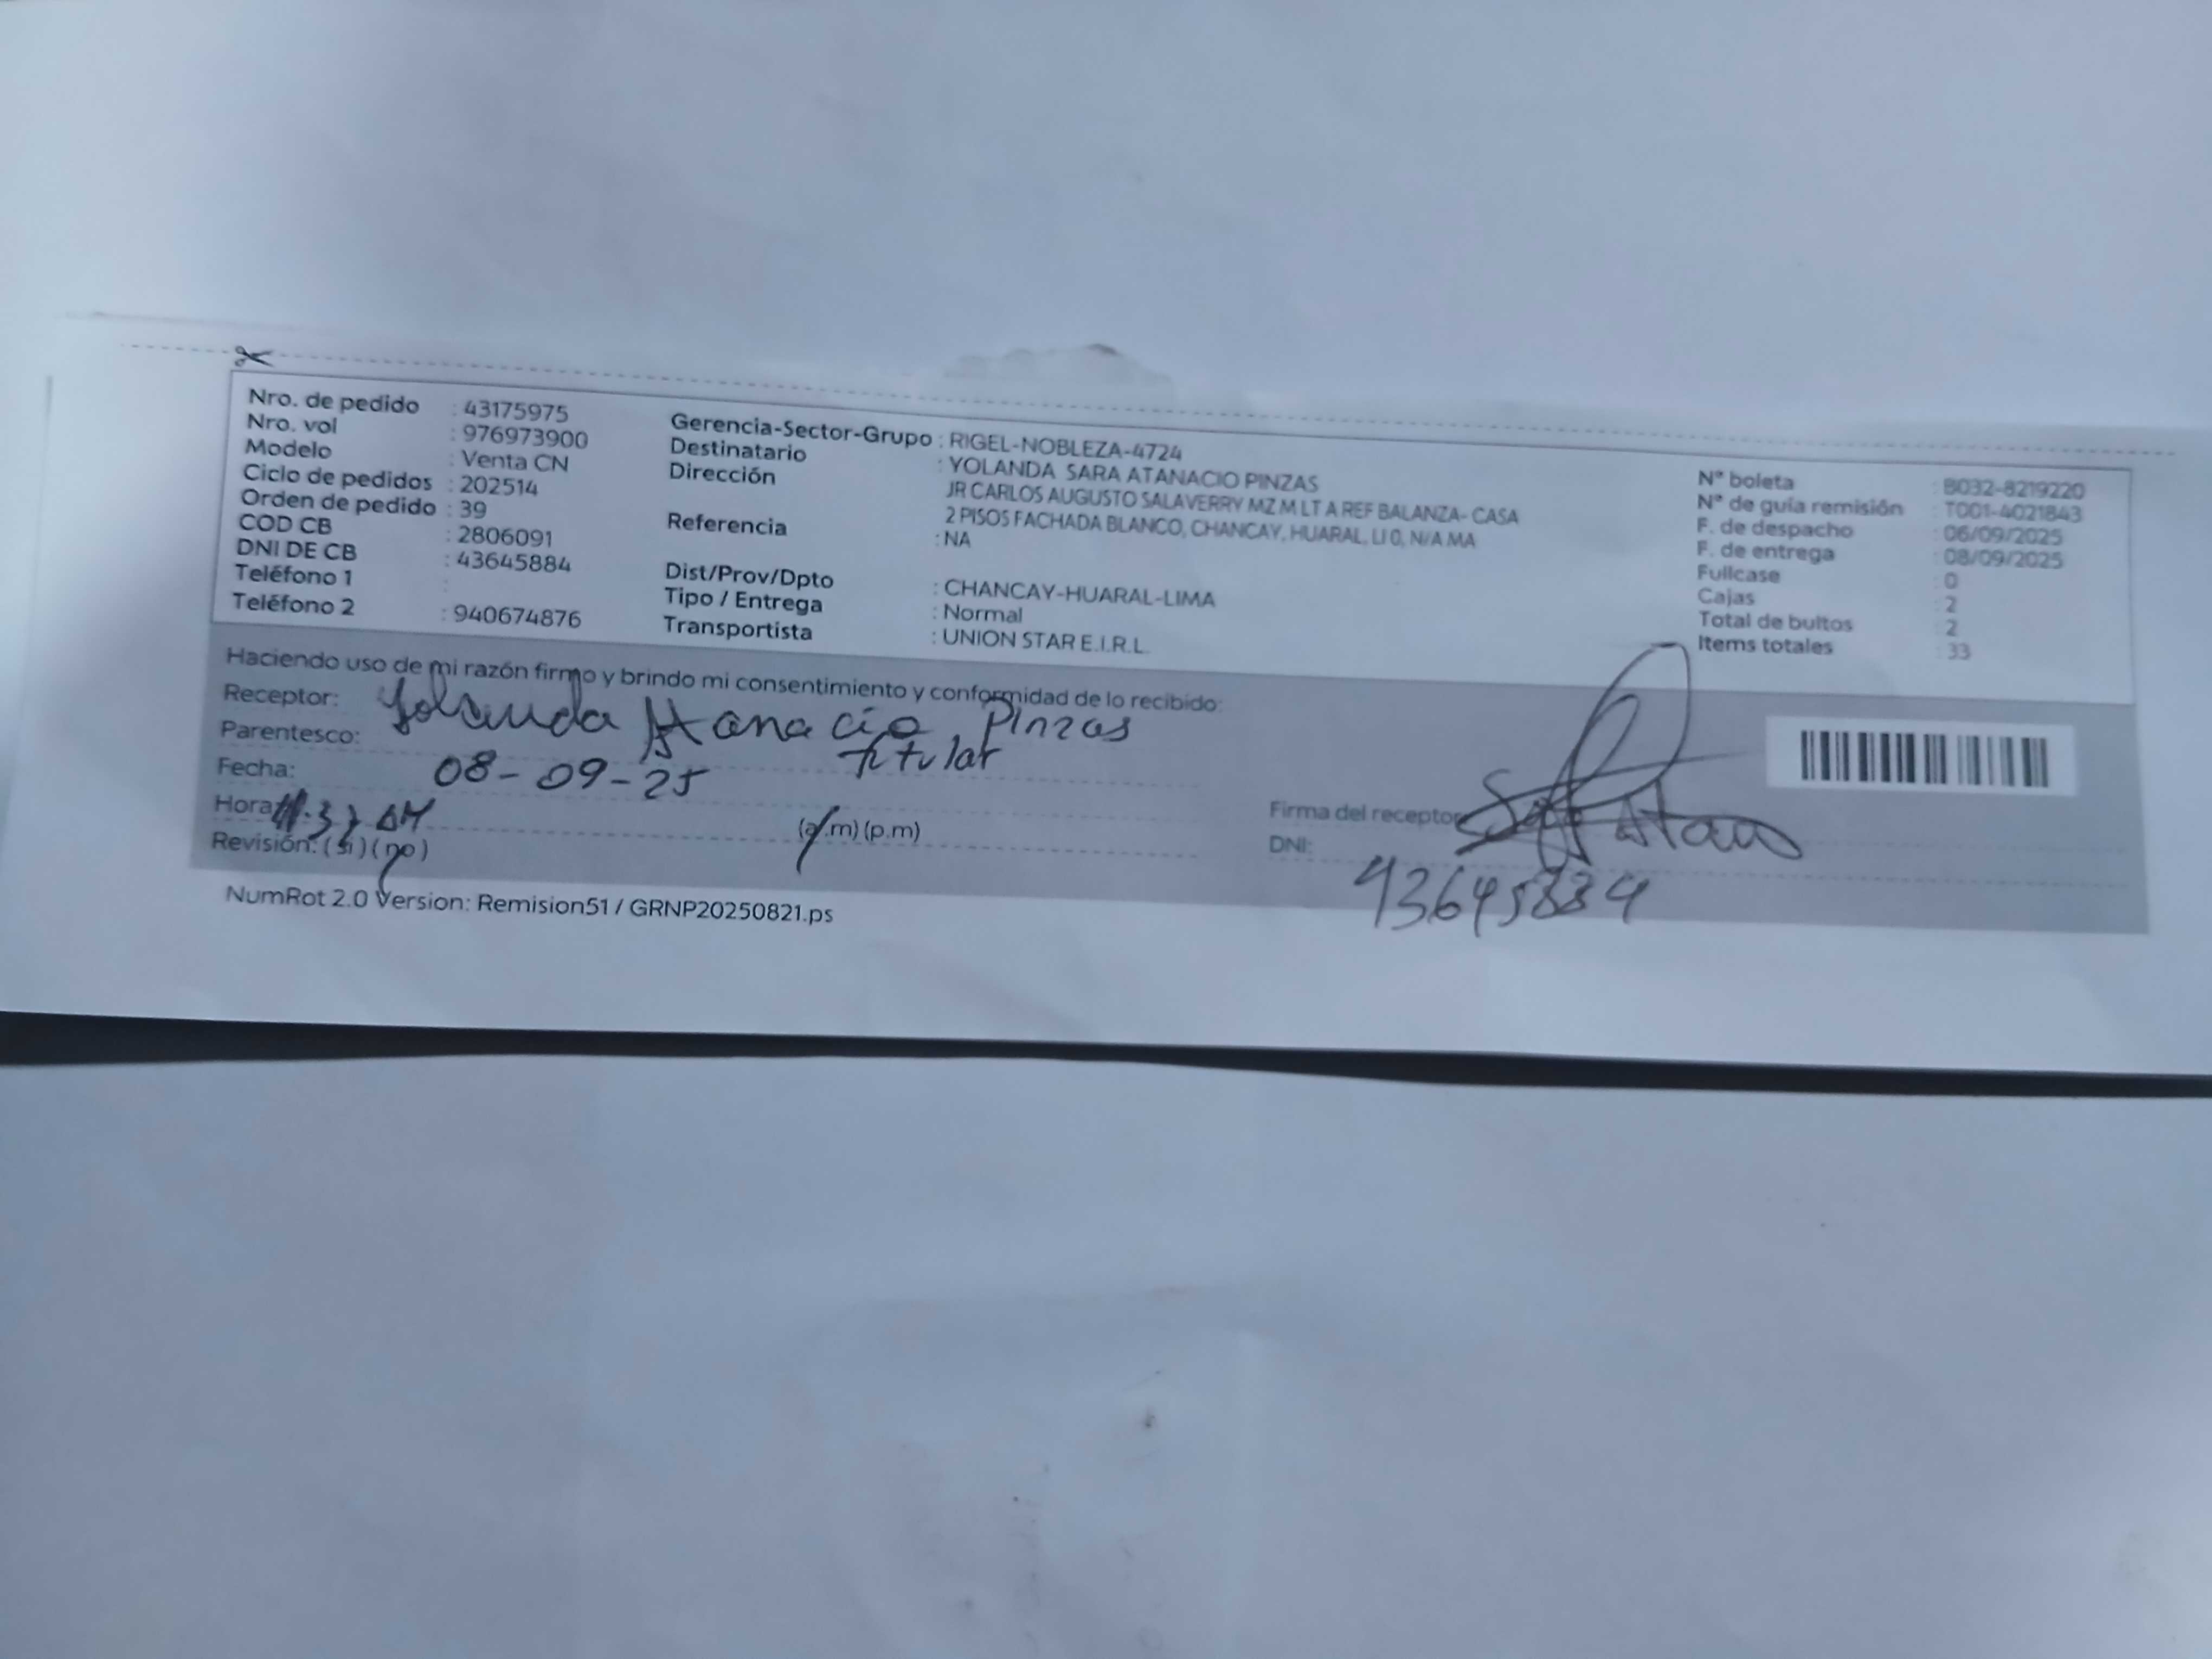 Nro. de pedido : 43175975
Nro. vol : 976973900
Modelo : Venta CN
Ciclo de pedidos : 202514
Orden de pedido : 39
COD CB : 2806091
DNI DE CB : 43645884
Teléfono 1 :
Teléfono 2 : 940674876
Gerencia-Sector-Grupo : RIGEL-NOBLEZA-4724
Destinatario : YOLANDA SARA ATANACIO PINZAS
Dirección JR CARLOS AUGUSTO SALAVERRY MZ M LT A REF BALANZA- CASA
2 PISOS FACHADA BLANCO, CHANCAY, HUARAL, LI 0, N/A MA
Referencia : NA
Dist/Prov/Dpto : CHANCAY-HUARAL-LIMA
Tipo / Entrega : Normal
Transportista : UNION STAR E.I.R.L.
N° boleta : B032-8219220
N° de guía remisión : T001-4021843
F. de despacho : 06/09/2025
F. de entrega : 08/09/2025
Fullcase : 0
Cajas : 2
Total de bultos : 2
Items totales : 33
Haciendo uso de mi razón firmo y brindo mi consentimiento y conformidad de lo recibido:
Receptor: Yolanda Atanacio Pinzas
Parentesco: titular
Fecha: 08-09-25
Hora AM (a.m) (p.m)
Revisión: (si) (no)
Firma del receptor
DNI: 43645884
NumRot 2.0 Version: Remision51 / GRNP20250821.ps